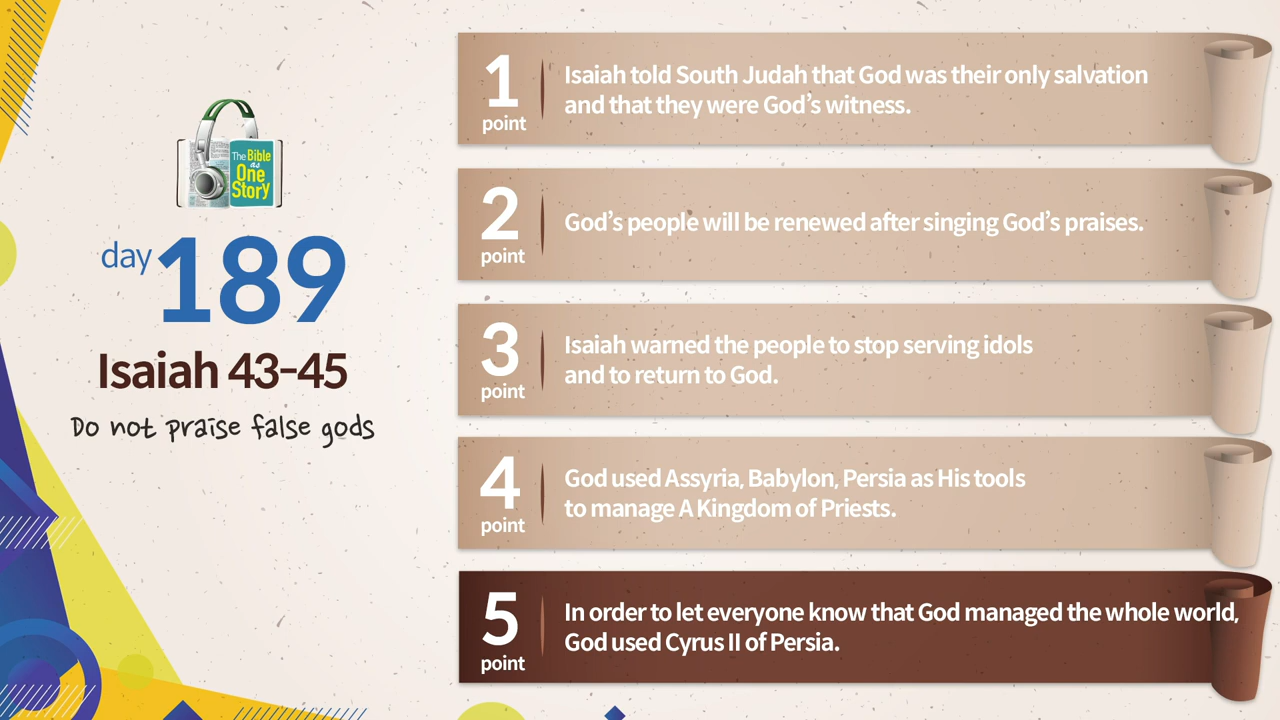 The Bible
as
One
Story
day 189
Isaiah 43-45
Do not praise false gods
1
point
Isaiah told South Judah that God was their only salvation
and that they were God’s witness.
2
point
God’s people will be renewed after singing God’s praises.
3
point
Isaiah warned the people to stop serving idols
and to return to God.
4
point
God used Assyria, Babylon, Persia as His tools
to manage A Kingdom of Priests.
5
point
In order to let everyone know that God managed the whole world,
God used Cyrus II of Persia.